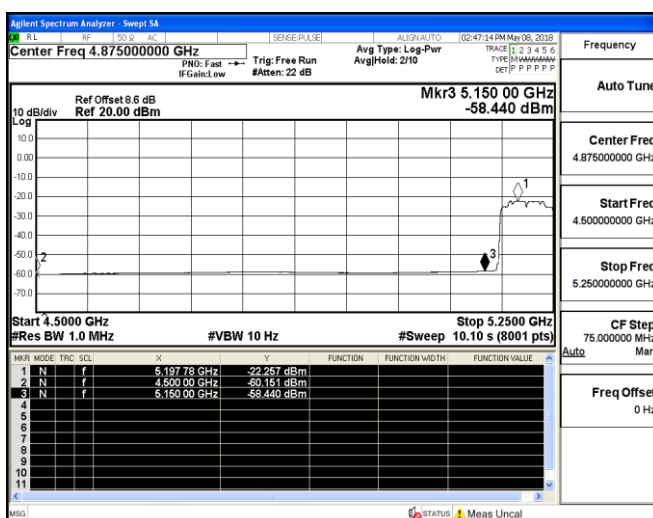 Agilent Spectrum Analyzer - Swept SA
RL RF 50 Ω AC SENSE:PULSE ALIGN AUTO 02:47:14 PM May 08, 2018
Center Freq 4.875000000 GHz
PNO: Fast
IFGain:Low
Trig: Free Run
#Atten: 22 dB
Avg Type: Log-Pwr
Avg|Hold: 2/10
TRACE 1 2 3 4 5 6
TYPE MWWWWW
DET P P P P P P
Mkr3 5.150 00 GHz
-58.440 dBm
Ref Offset 8.6 dB
10 dB/div Ref 20.00 dBm
Log
10.0
0.00
-10.0
-20.0
-30.0
-40.0
-50.0
-60.0
-70.0
1
2
3
Start 4.5000 GHz Stop 5.2500 GHz
#Res BW 1.0 MHz #VBW 10 Hz #Sweep 10.10 s (8001 pts)
MKR MODE TRC SCL X Y FUNCTION FUNCTION WIDTH FUNCTION VALUE
1 N f 5.197 78 GHz -22.257 dBm
2 N f 4.500 00 GHz -60.151 dBm
3 N f 5.150 00 GHz -58.440 dBm
4
5
6
7
8
9
10
11
MSG STATUS Meas Uncal
Frequency
Auto Tune
Center Freq
4.875000000 GHz
Start Freq
4.500000000 GHz
Stop Freq
5.250000000 GHz
CF Step
75.000000 MHz
Auto Man
Freq Offset
0 Hz